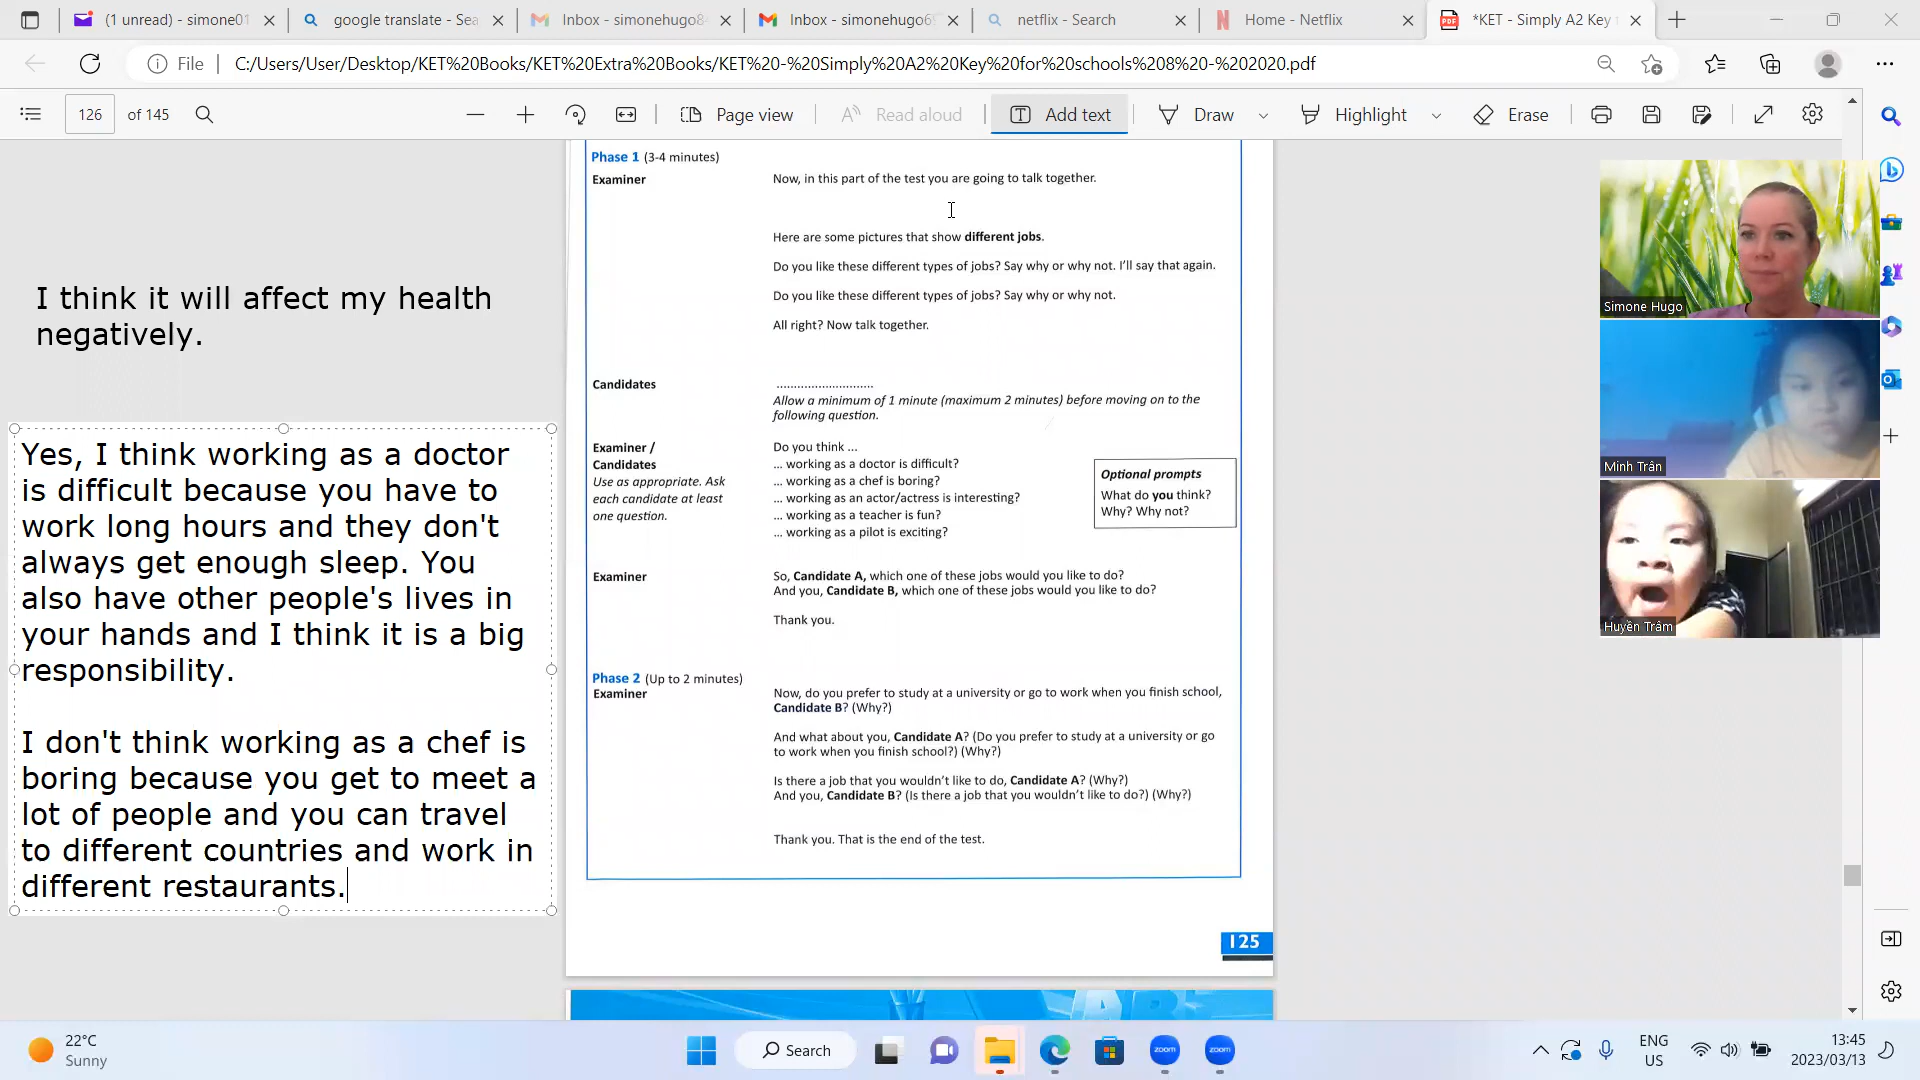 (1 unread) - simone01
google translate - Sea
Inbox - simonehugo84
Inbox - simonehugo69
netflix - Search
Home - Netflix
*KET - Simply A2 Key
File
C:/Users/User/Desktop/KET%20Books/KET%20Extra%20Books/KET%20-%20Simply%20A2%20Key%20for%20schools%208%20-%202020.pdf
126 of 145
Page view
Read aloud
Add text
Draw
Highlight
Erase
Phase 1 (3-4 minutes)
Examiner
Now, in this part of the test you are going to talk together.
Here are some pictures that show different jobs.
Do you like these different types of jobs? Say why or why not. I'll say that again.
Do you like these different types of jobs? Say why or why not.
All right? Now talk together.
Candidates
............................
Allow a minimum of 1 minute (maximum 2 minutes) before moving on to the
following question.
Examiner /
Candidates
Use as appropriate. Ask
each candidate at least
one question.
Do you think ...
... working as a doctor is difficult?
... working as a chef is boring?
... working as an actor/actress is interesting?
... working as a teacher is fun?
... working as a pilot is exciting?
Optional prompts
What do you think?
Why? Why not?
Examiner
So, Candidate A, which one of these jobs would you like to do?
And you, Candidate B, which one of these jobs would you like to do?
Thank you.
Phase 2 (Up to 2 minutes)
Examiner
Now, do you prefer to study at a university or go to work when you finish school,
Candidate B? (Why?)
And what about you, Candidate A? (Do you prefer to study at a university or go
to work when you finish school?) (Why?)
Is there a job that you wouldn't like to do, Candidate A? (Why?)
And you, Candidate B? (Is there a job that you wouldn't like to do?) (Why?)
Thank you. That is the end of the test.
125
I think it will affect my health
negatively.
Yes, I think working as a doctor
is difficult because you have to
work long hours and they don't
always get enough sleep. You
also have other people's lives in
your hands and I think it is a big
responsibility.
I don't think working as a chef is
boring because you get to meet a
lot of people and you can travel
to different countries and work in
different restaurants.
Simone Hugo
Minh Trân
Huyền Trâm
22°C
Sunny
Search
zoom
zoom
ENG
US
13:45
2023/03/13